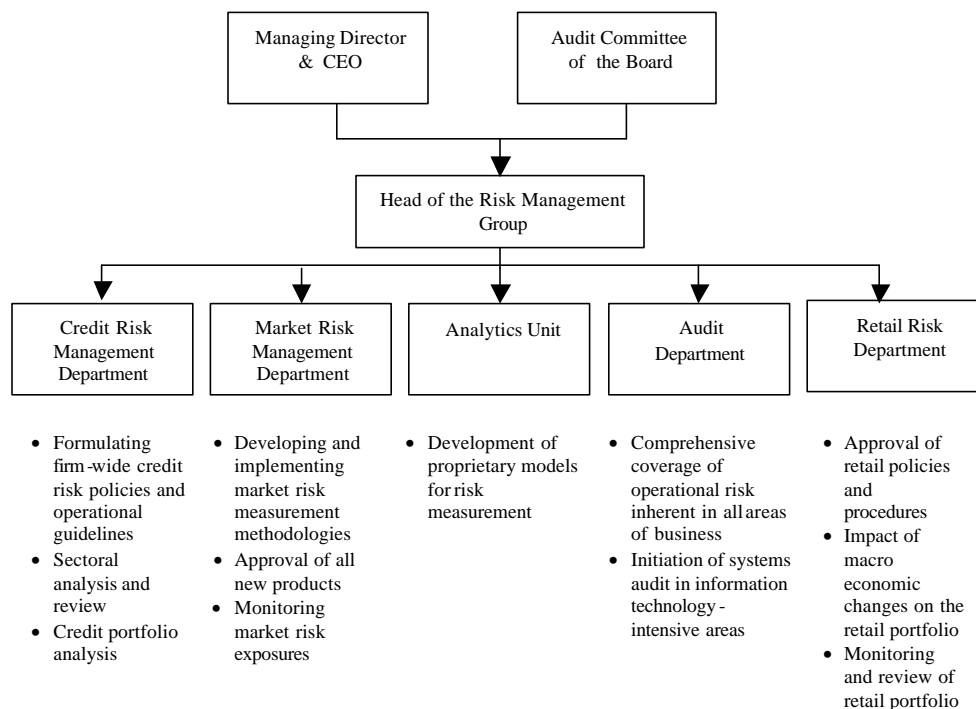 Managing Director
& CEO
Audit Committee
of the Board
Head of the Risk Management
Group
Credit Risk
Management
Department
Market Risk
Management
Department
Analytics Unit
Audit
Department
Retail Risk
Department
• Formulating
firm-wide credit
risk policies and
operational
guidelines
• Sectoral
analysis and
review
• Credit portfolio
analysis
• Developing and
implementing
market risk
measurement
methodologies
• Approval of all
new products
• Monitoring
market risk
exposures
• Development of
proprietary models
for risk
measurement
• Comprehensive
coverage of
operational risk
inherent in all areas
of business
• Initiation of systems
audit in information
technology-
intensive areas
• Approval of
retail policies
and
procedures
• Impact of
macro
economic
changes on the
retail portfolio
• Monitoring
and review of
retail portfolio